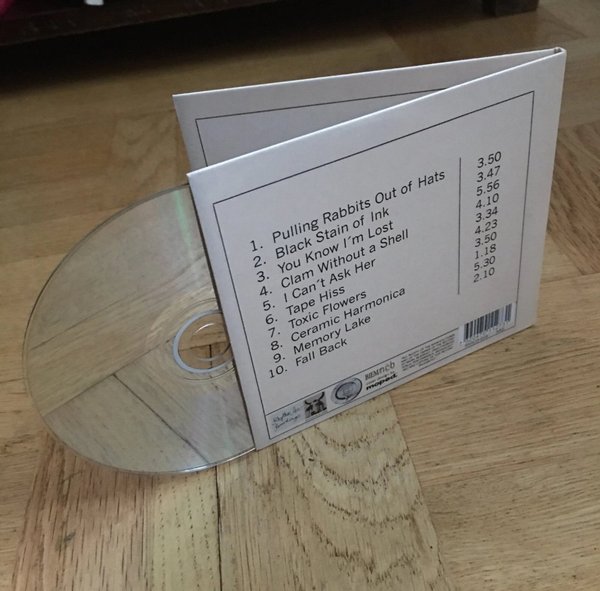 1. Pulling Rabbits Out of Hats 3.50
2. Black Stain of Ink 3.47
3. You Know I´m Lost 5.56
4. Clam Without a Shell 4.10
5. I Can´t Ask Her 3.34
6. Tape Hiss 4.23
7. Toxic Flowers 3.50
8. Ceramic Harmonica 1.18
9. Memory Lake 5.30
10. Fall Back 2.10
ncb
moped.